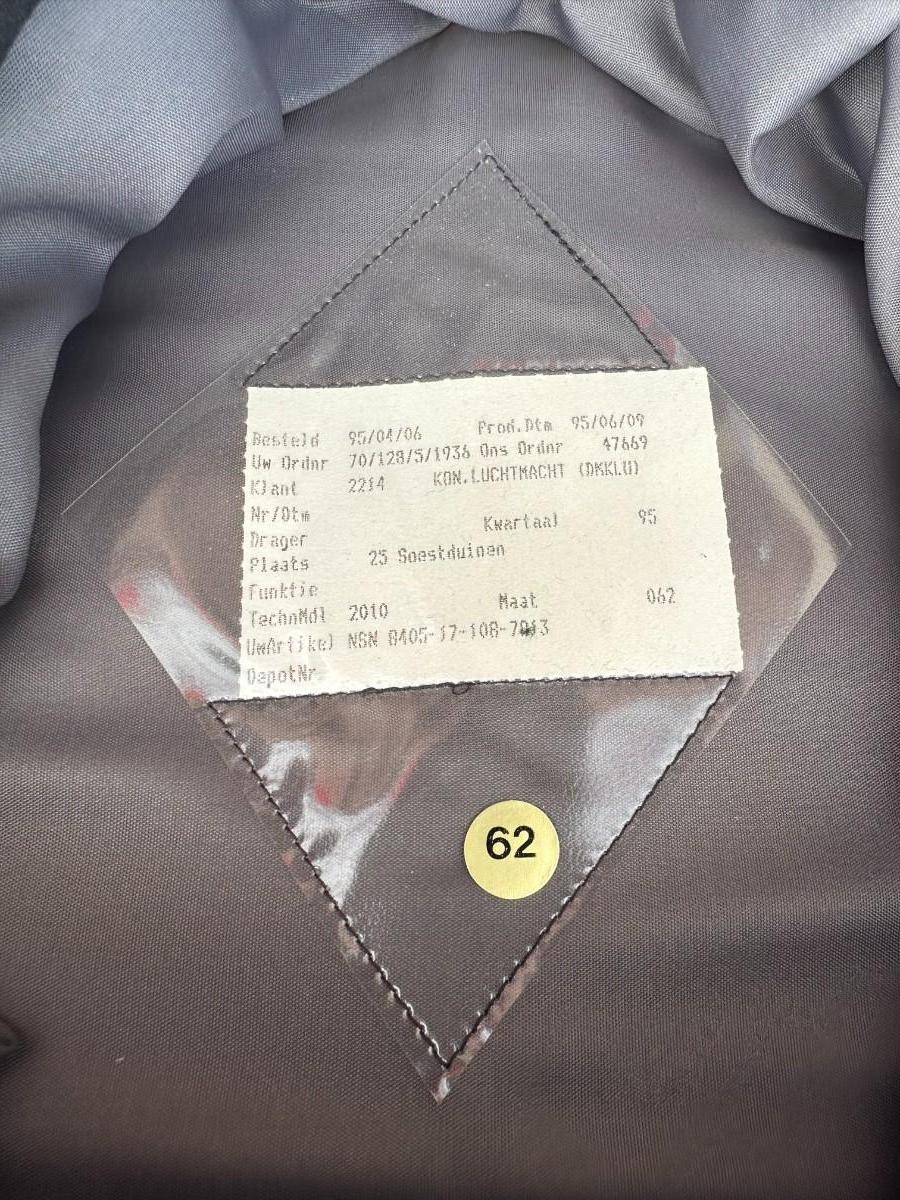 Besteld 95/04/06 Prod.Dtm 95/06/09
Uw Ordnr 70/128/5/1936 Ons Ordnr 47669
Klant 2214 KON.LUCHTMACHT (DMKLU)
Nr/Dtm Kwartaal 95
Drager
Plaats 25 Soestduinen
Funktie
TechnMdl 2010 Maat 062
UwArtikel NSN 8405-17-108-
DepotNr
62